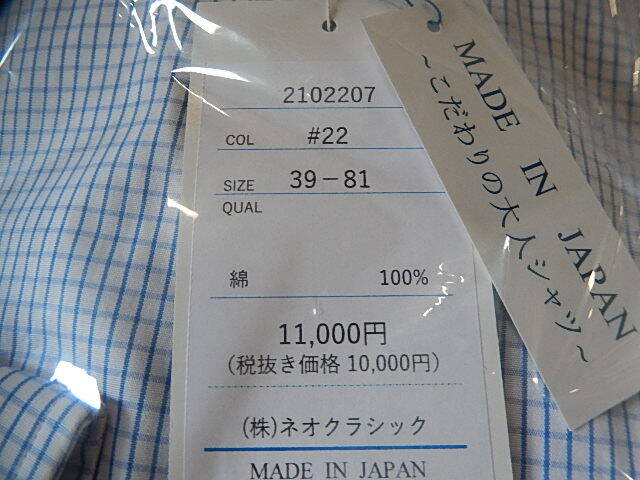 2102207
COL #22
SIZE 39-81
QUAL
綿 100%
11,000円
(税抜き価格 10,000円)
(株)ネオクラシック
MADE IN JAPAN
MADE IN JAPAN
~こだわりの大人シャツ~